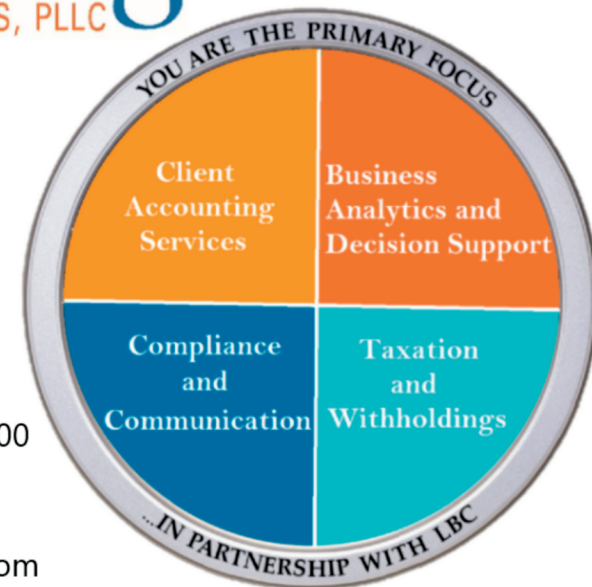 S, PLLC
YOU ARE THE PRIMARY FOCUS
Client
Accounting
Services
Business
Analytics and
Decision Support
Compliance
and
Communication
Taxation
and
Withholdings
00
...IN PARTNERSHIP WITH LBC
om